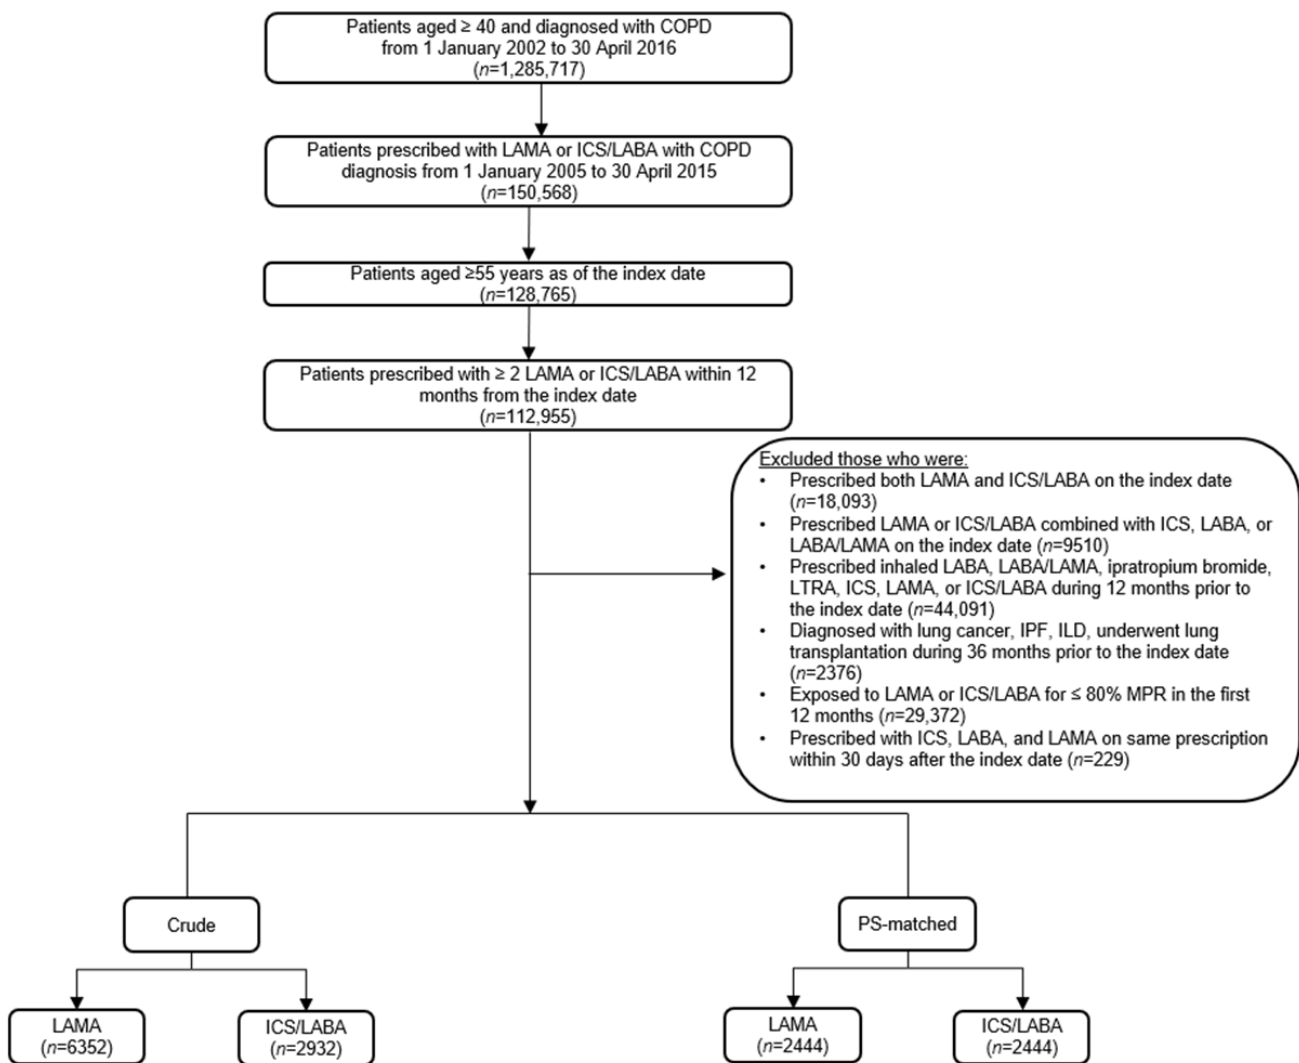 Patients aged ≥ 40 and diagnosed with COPD
from 1 January 2002 to 30 April 2016
(n=1,285,717)
Patients prescribed with LAMA or ICS/LABA with COPD
diagnosis from 1 January 2005 to 30 April 2015
(n=150,568)
Patients aged ≥55 years as of the index date
(n=128,765)
Patients prescribed with ≥ 2 LAMA or ICS/LABA within 12
months from the index date
(n=112,955)
Excluded those who were:
• Prescribed both LAMA and ICS/LABA on the index date
(n=18,093)
• Prescribed LAMA or ICS/LABA combined with ICS, LABA, or
LABA/LAMA on the index date (n=9510)
• Prescribed inhaled LABA, LABA/LAMA, ipratropium bromide,
LTRA, ICS, LAMA, or ICS/LABA during 12 months prior to
the index date (n=44,091)
• Diagnosed with lung cancer, IPF, ILD, underwent lung
transplantation during 36 months prior to the index date
(n=2376)
• Exposed to LAMA or ICS/LABA for ≤ 80% MPR in the first
12 months (n=29,372)
• Prescribed with ICS, LABA, and LAMA on same prescription
within 30 days after the index date (n=229)
Crude
PS-matched
LAMA
(n=6352)
ICS/LABA
(n=2932)
LAMA
(n=2444)
ICS/LABA
(n=2444)